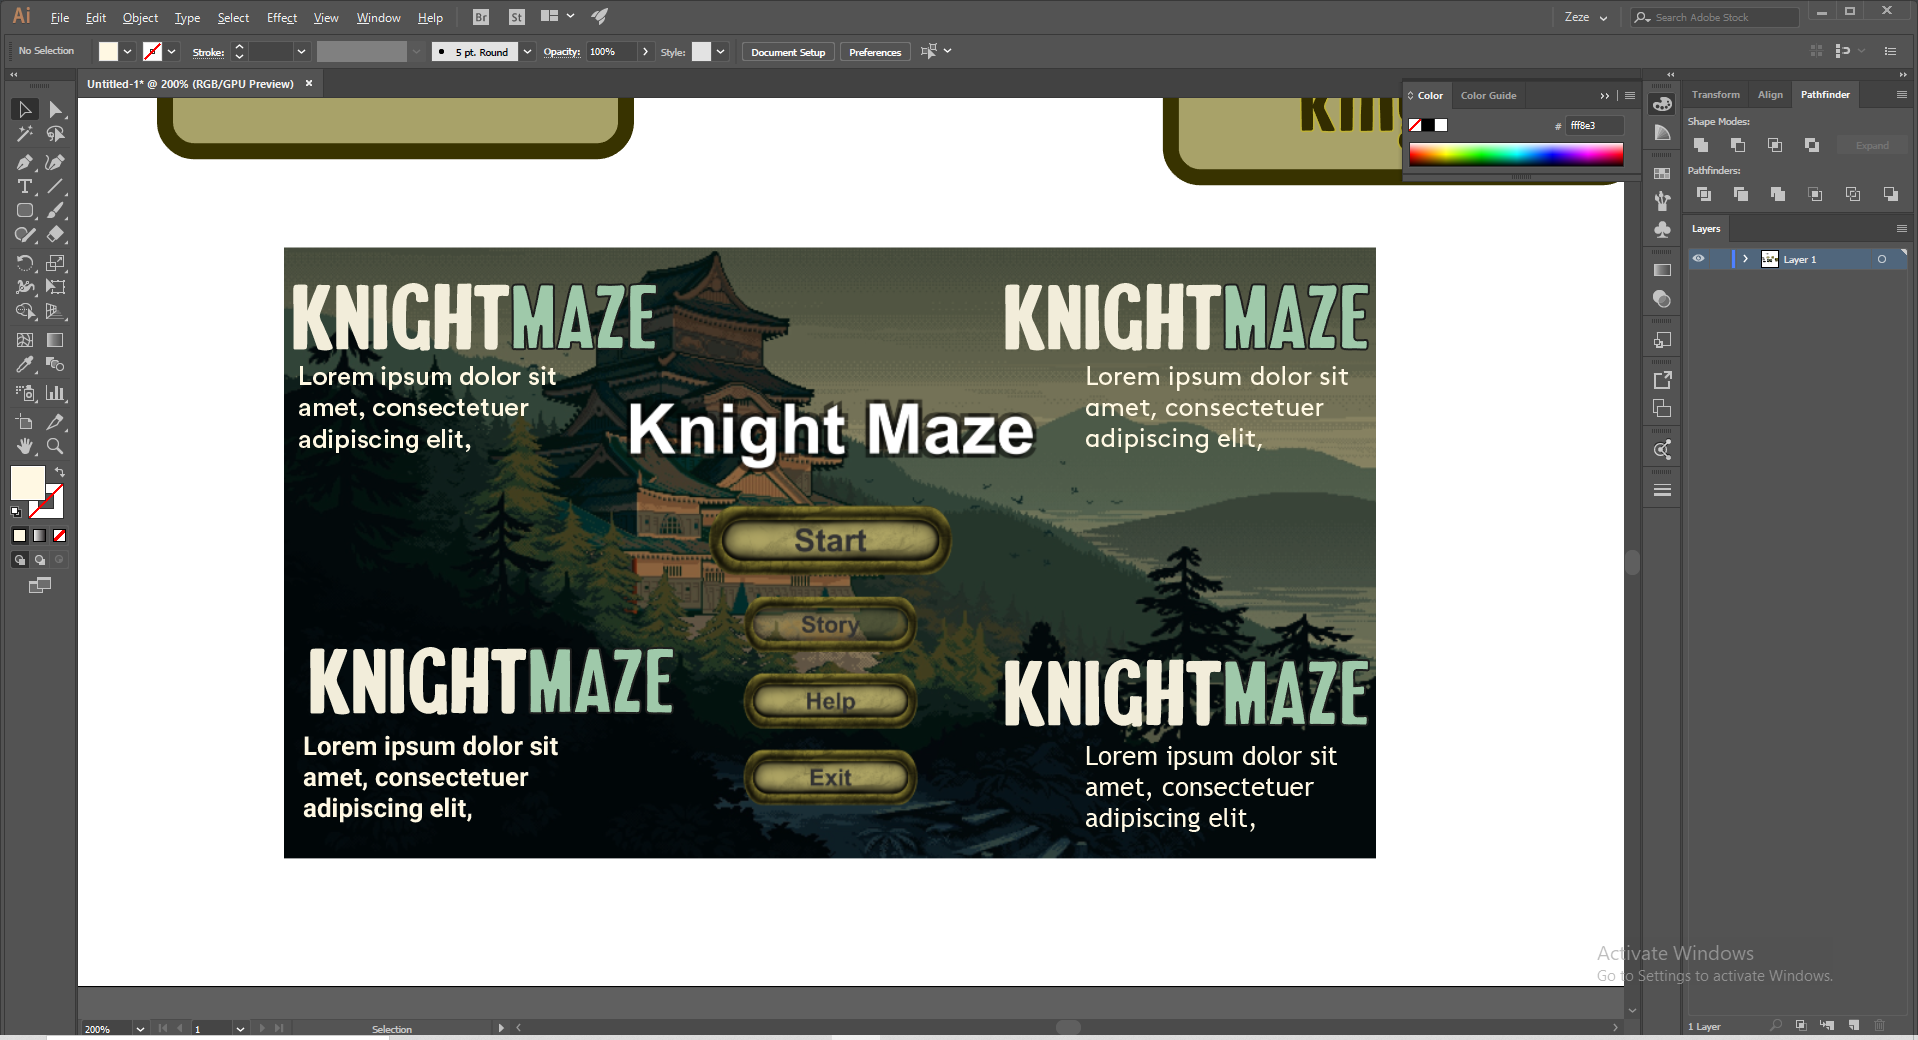 Ai File Edit Object Type Select Effect View Window Help Br St Zeze Search Adobe Stock
No Selection Stroke: 5 pt. Round Opacity: 100% Style: Document Setup Preferences
Untitled-1* @ 200% (RGB/GPU Preview) ×
Color Color Guide
# fff8e3
Transform Align Pathfinder
Shape Modes:
Expand
Pathfinders:
Layers
Layer 1
KNIGHTMAZE
Lorem ipsum dolor sit
amet, consectetuer
adipiscing elit,
KNIGHTMAZE
Lorem ipsum dolor sit
amet, consectetuer
adipiscing elit,
Knight Maze
Start
Story
Help
Exit
KNIGHTMAZE
Lorem ipsum dolor sit
amet, consectetuer
adipiscing elit,
KNIGHTMAZE
Lorem ipsum dolor sit
amet, consectetuer
adipiscing elit,
Activate Windows
Go to Settings to activate Windows.
200% 1 Selection
1 Layer